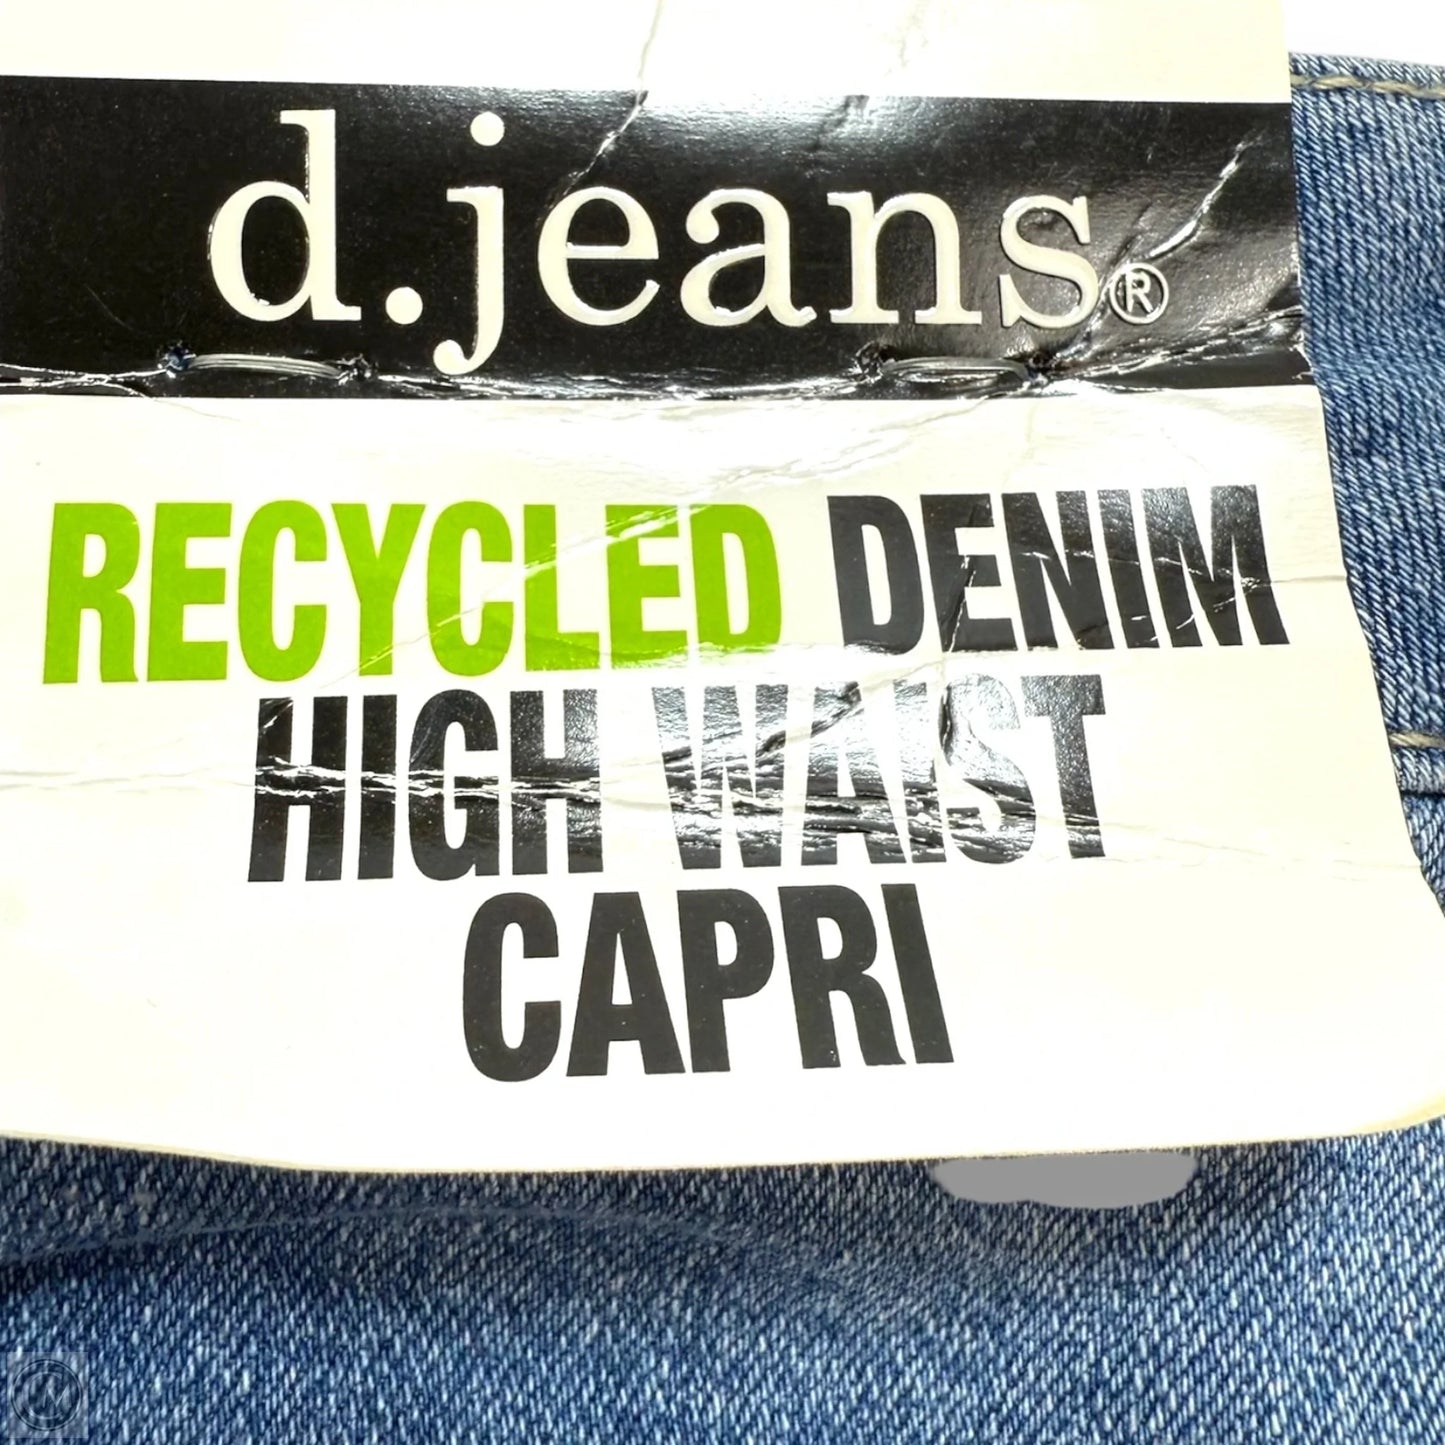 d.jeans®
RECYCLED DENIM
HIGH WAIST
CAPRI